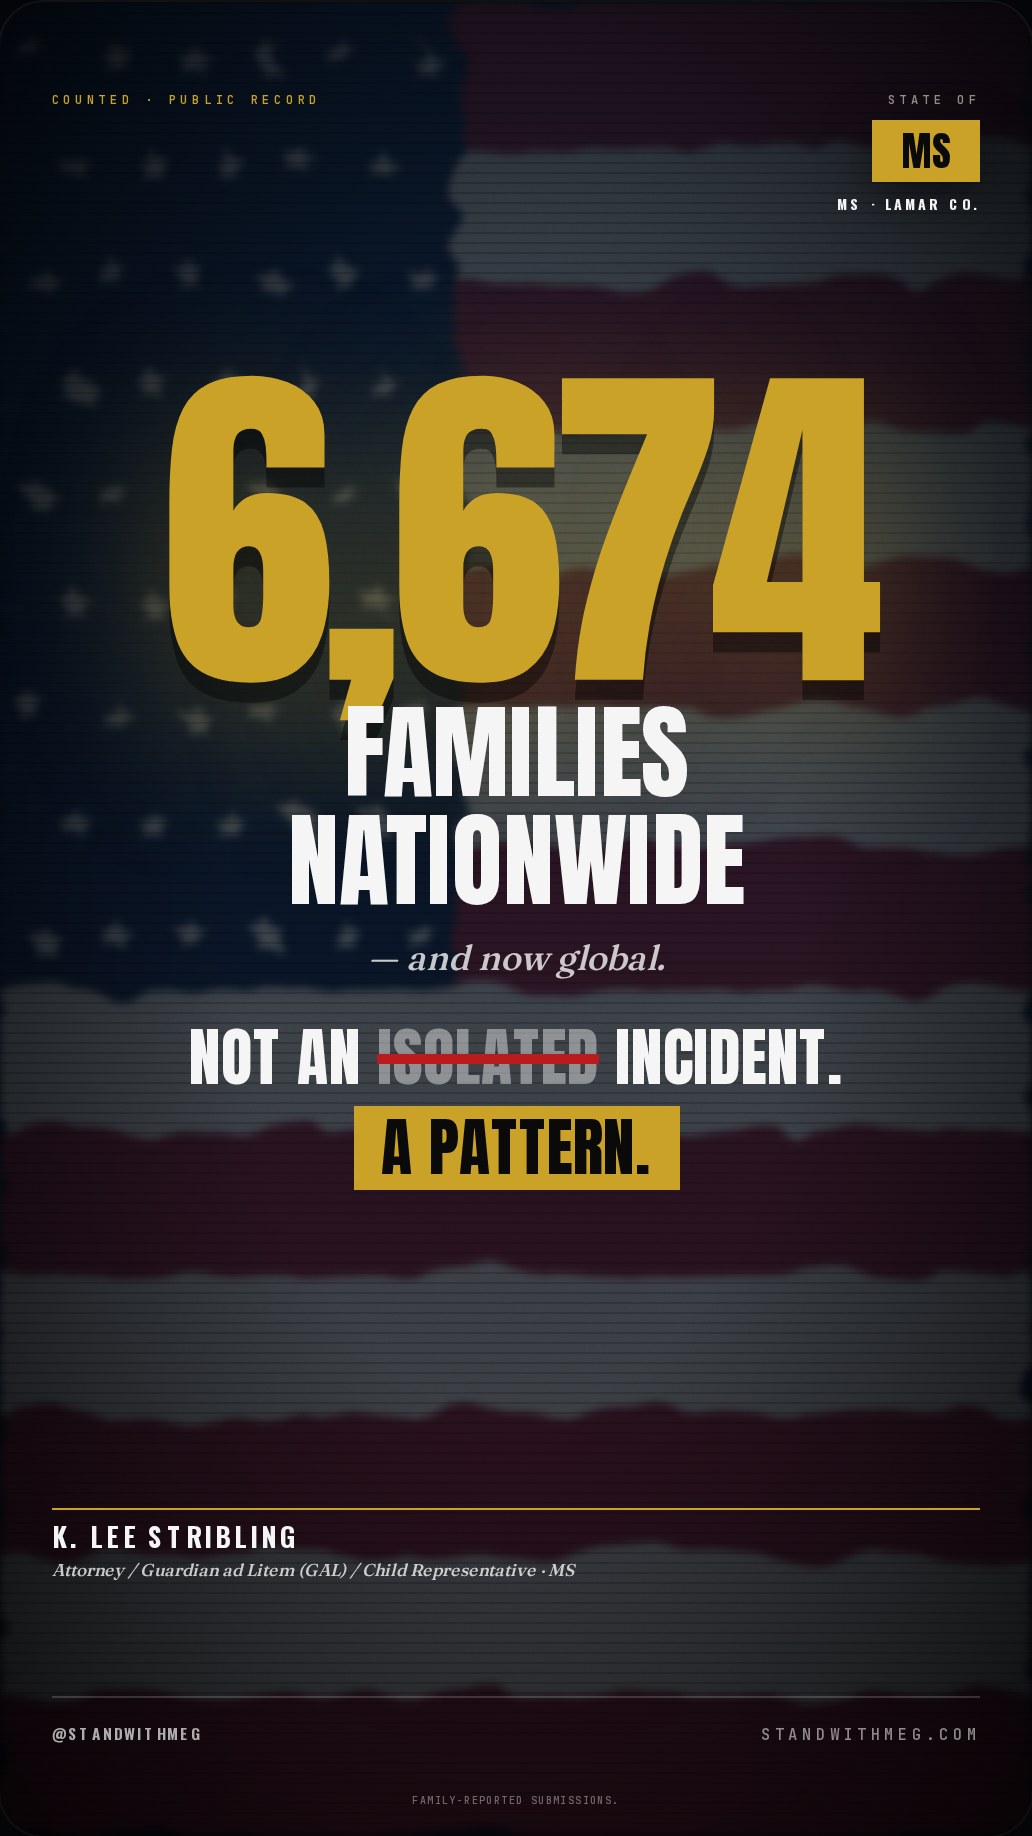 COUNTED · PUBLIC RECORD
STATE OF
MS
MS · LAMAR CO.
6,674
FAMILIES
NATIONWIDE
— and now global.
NOT AN ISOLATED INCIDENT.
A PATTERN.
K. LEE STRIBLING
Attorney / Guardian ad Litem (GAL) / Child Representative · MS
@STANDWITHMEG
STANDWITHMEG.COM
FAMILY-REPORTED SUBMISSIONS.